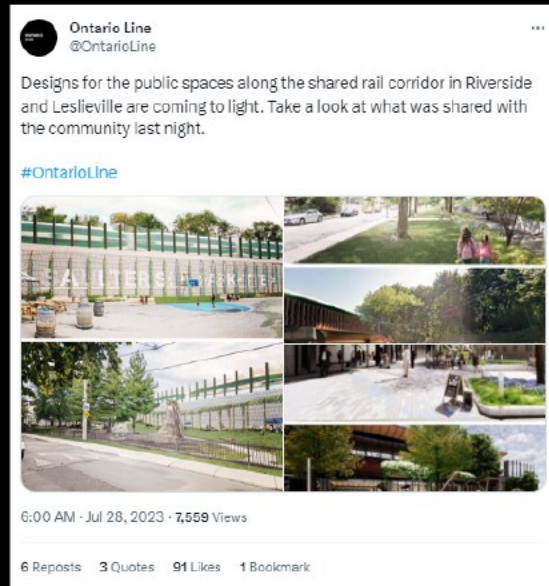 Ontario Line
@OntarioLine
Designs for the public spaces along the shared rail corridor in Riverside
and Leslieville are coming to light. Take a look at what was shared with
the community last night.
#OntarioLine
6:00 AM · Jul 28, 2023 · 7,559 Views
6 Reposts 3 Quotes 91 Likes 1 Bookmark